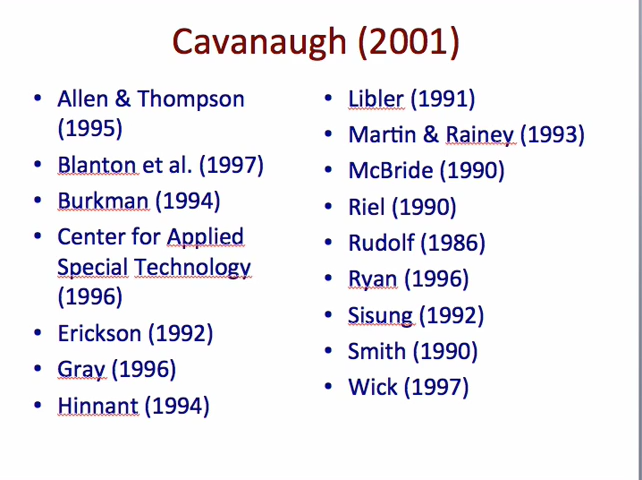 Cavanaugh (2001)
• Allen & Thompson
(1995)
• Blanton et al. (1997)
• Burkman (1994)
• Center for Applied
Special Technology
(1996)
• Erickson (1992)
• Gray (1996)
• Hinnant (1994)
• Libler (1991)
• Martin & Rainey (1993)
• McBride (1990)
• Riel (1990)
• Rudolf (1986)
• Ryan (1996)
• Sisung (1992)
• Smith (1990)
• Wick (1997)